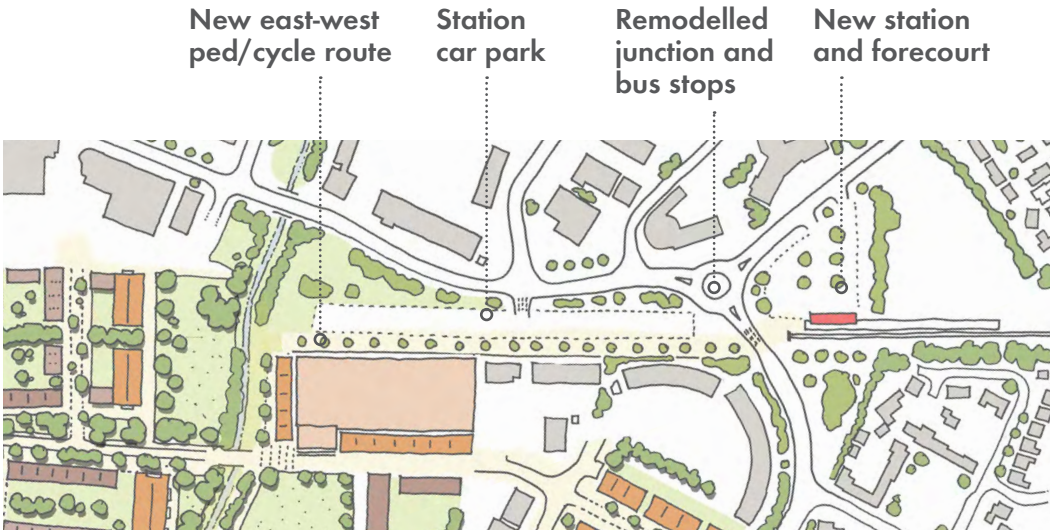 New east-west
ped/cycle route
Station
car park
Remodelled
junction and
bus stops
New station
and forecourt